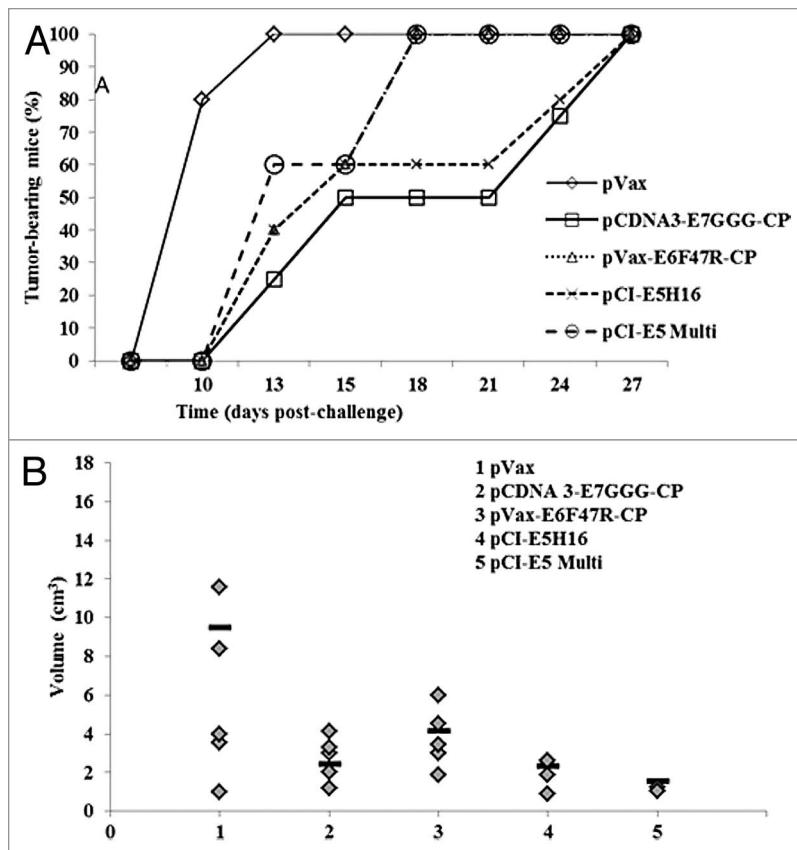 A
A
100
90
80
70
60
50
40
30
20
10
0
Tumor-bearing mice (%)
pVax
pCDNA3-E7GGG-CP
pVax-E6F47R-CP
pCI-E5H16
pCI-E5 Multi
10 13 15 18 21 24 27
Time (days post-challenge)
B
18
16
14
12
10
8
6
4
2
0
Volume (cm³)
1 pVax
2 pCDNA 3-E7GGG-CP
3 pVax-E6F47R-CP
4 pCI-E5H16
5 pCI-E5 Multi
0 1 2 3 4 5